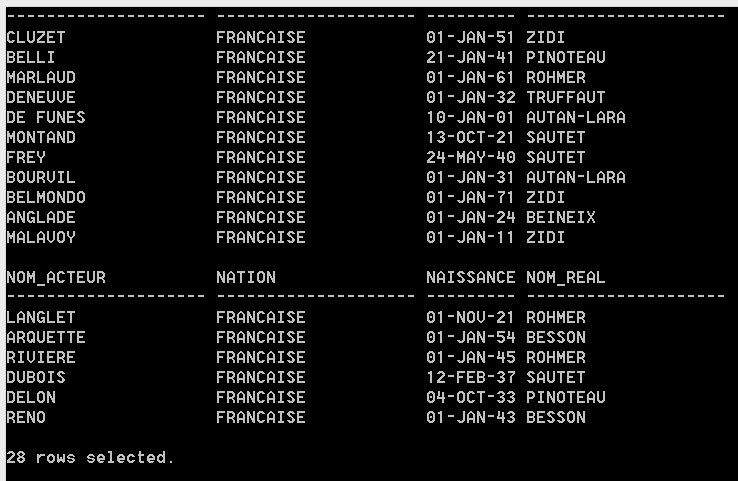 -------------------- -------------------- --------- --------------------
CLUZET               FRANCAISE            01-JAN-51 ZIDI
BELLI                FRANCAISE            21-JAN-41 PINOTEAU
MARLAUD              FRANCAISE            01-JAN-61 ROHMER
DENEUVE              FRANCAISE            01-JAN-32 TRUFFAUT
DE FUNES             FRANCAISE            10-JAN-01 AUTAN-LARA
MONTAND              FRANCAISE            13-OCT-21 SAUTET
FREY                 FRANCAISE            24-MAY-40 SAUTET
BOURVIL              FRANCAISE            01-JAN-31 AUTAN-LARA
BELMONDO             FRANCAISE            01-JAN-71 ZIDI
ANGLADE              FRANCAISE            01-JAN-24 BEINEIX
MALAVOY              FRANCAISE            01-JAN-11 ZIDI
NOM_ACTEUR           NATION               NAISSANCE NOM_REAL
-------------------- -------------------- --------- --------------------
LANGLET              FRANCAISE            01-NOV-21 ROHMER
ARQUETTE             FRANCAISE            01-JAN-54 BESSON
RIVIERE              FRANCAISE            01-JAN-45 ROHMER
DUBOIS               FRANCAISE            12-FEB-37 SAUTET
DELON                FRANCAISE            04-OCT-33 PINOTEAU
RENO                 FRANCAISE            01-JAN-43 BESSON
28 rows selected.